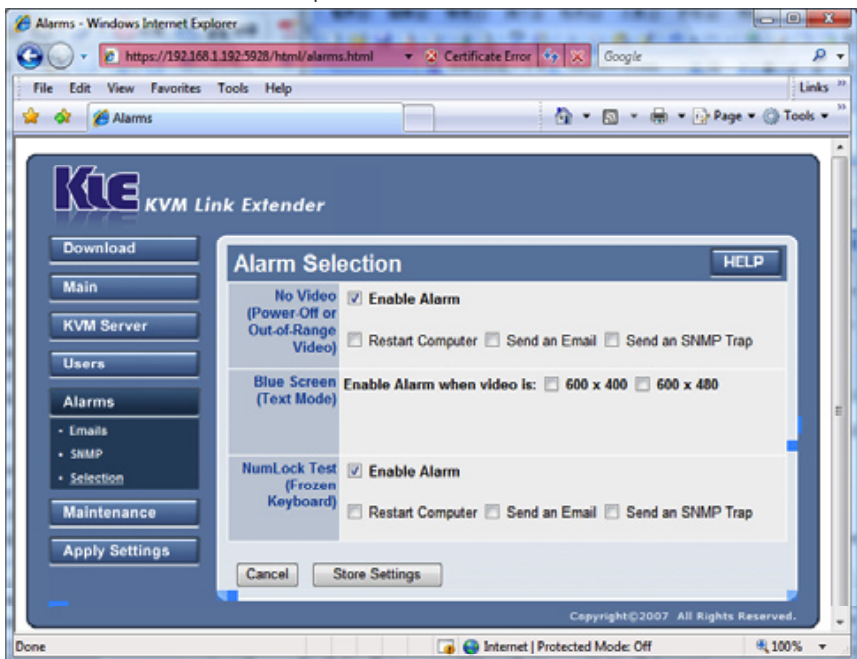 Alarms - Windows Internet Explorer
https://192.168.1.192:5928/html/alarms.html
Certificate Error
Google
File Edit View Favorites Tools Help
Links
Alarms
Page
Tools
KLE KVM Link Extender
Download
Main
KVM Server
Users
Alarms
Emails
SNMP
Selection
Maintenance
Apply Settings
Alarm Selection
HELP
No Video
(Power-Off or
Out-of-Range
Video)
Enable Alarm
Restart Computer Send an Email Send an SNMP Trap
Blue Screen
(Text Mode)
Enable Alarm when video is: 600 x 400 600 x 480
NumLock Test
(Frozen
Keyboard)
Enable Alarm
Restart Computer Send an Email Send an SNMP Trap
Cancel
Store Settings
Copyright©2007 All Rights Reserved.
Done
Internet | Protected Mode: Off
100%